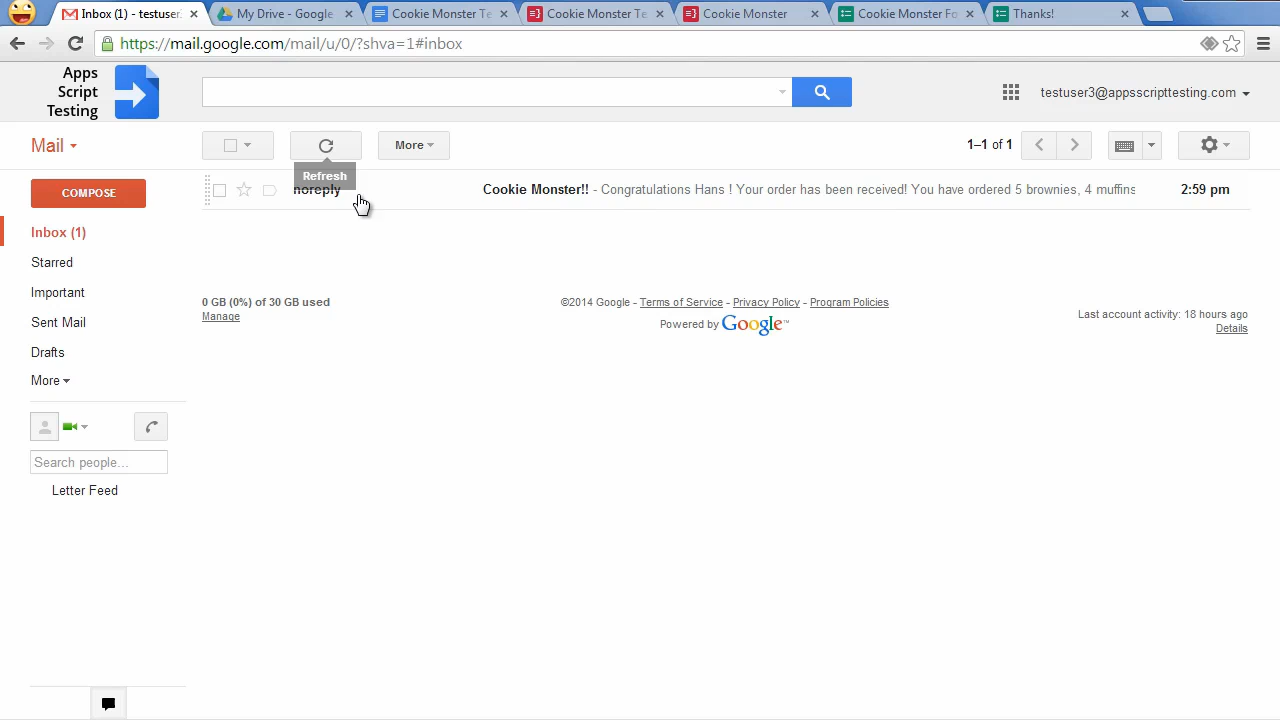 Inbox (1) - testuser
My Drive - Google
Cookie Monster Te
Cookie Monster Te
Cookie Monster
Cookie Monster Fo
Thanks!
https://mail.google.com/mail/u/0/?shva=1#inbox
Apps
Script
Testing
testuser3@appsscripttesting.com
Mail
More
1–1 of 1
Refresh
COMPOSE
noreply
Cookie Monster!! - Congratulations Hans ! Your order has been received! You have ordered 5 brownies, 4 muffins
2:59 pm
Inbox (1)
Starred
Important
Sent Mail
Drafts
More
0 GB (0%) of 30 GB used
Manage
©2014 Google - Terms of Service - Privacy Policy - Program Policies
Powered by Google™
Last account activity: 18 hours ago
Details
Search people...
Letter Feed